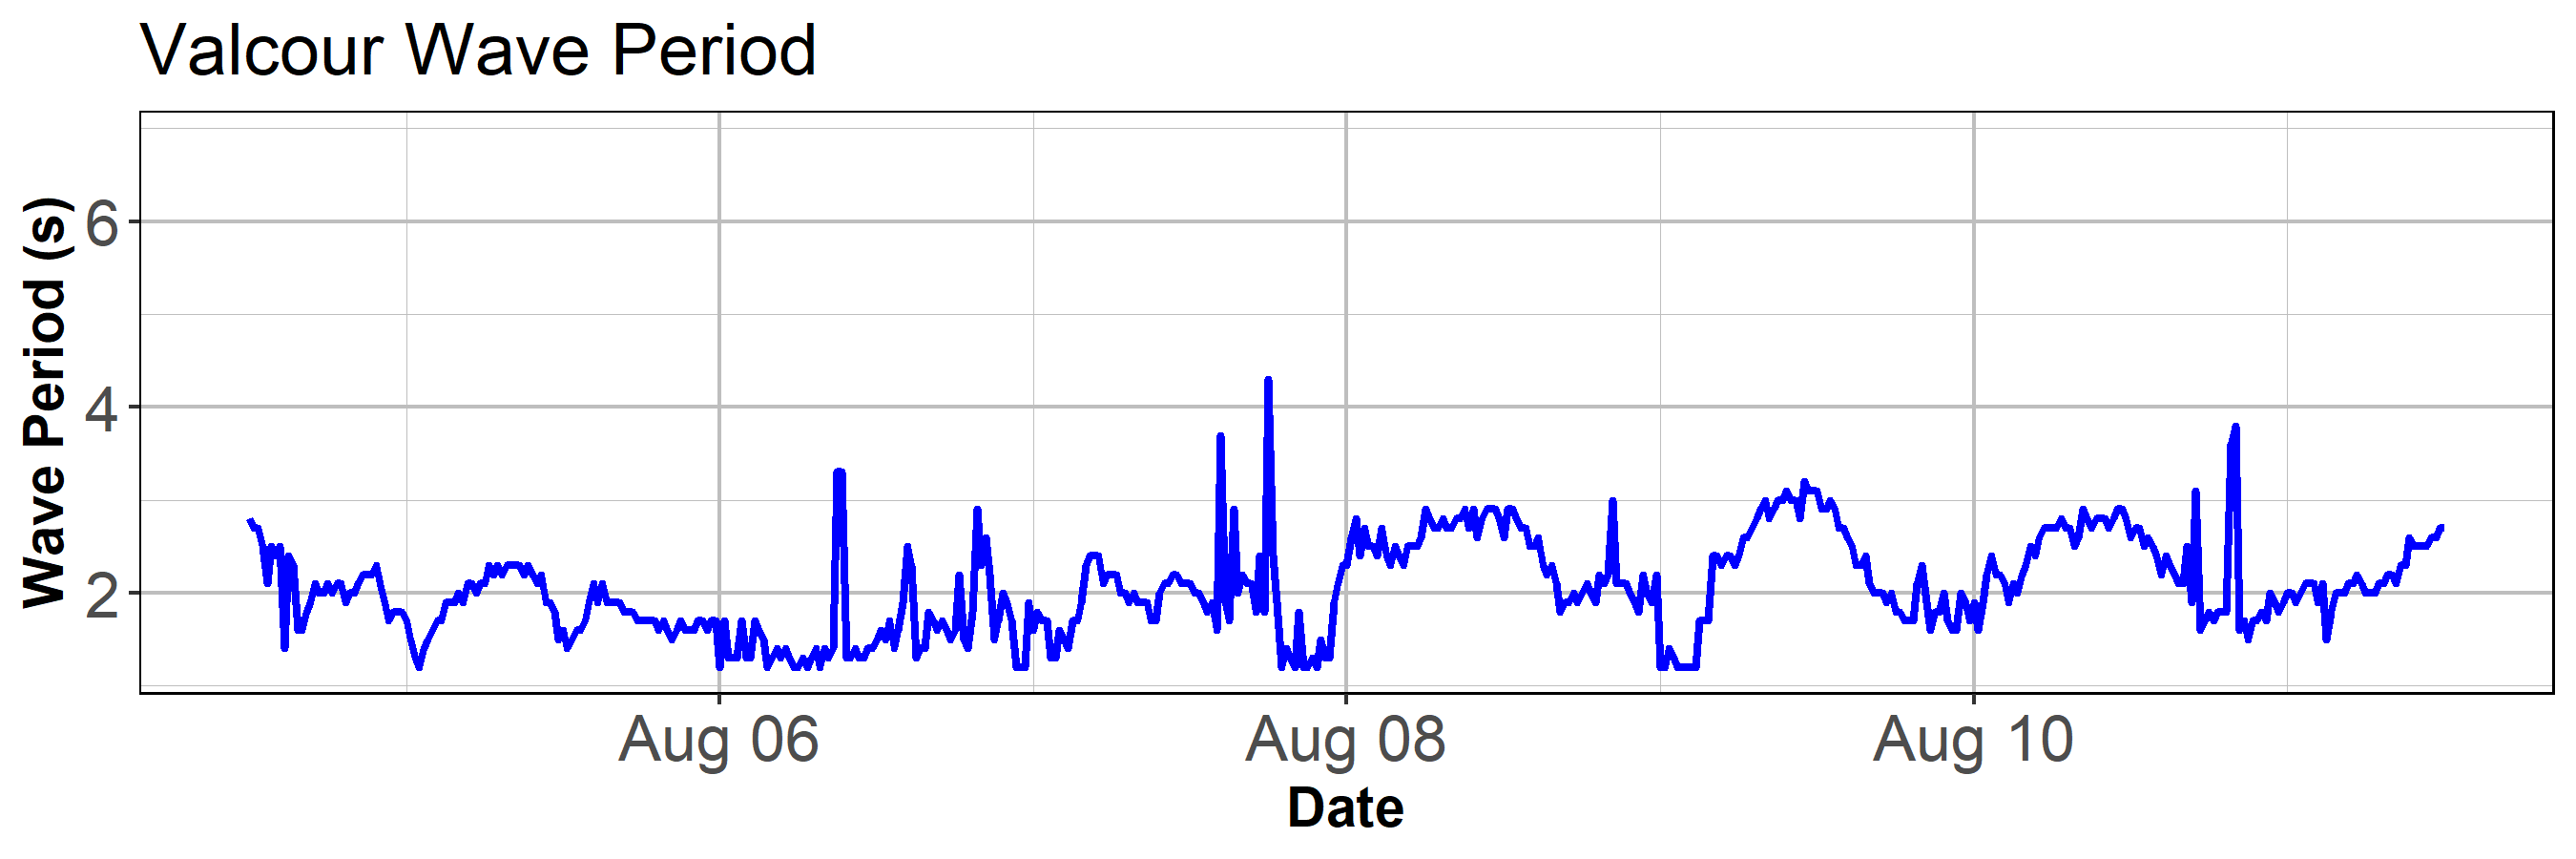 Valcour Wave Period
Wave Period (s)
6
4
2
Aug 06
Aug 08
Aug 10
Date